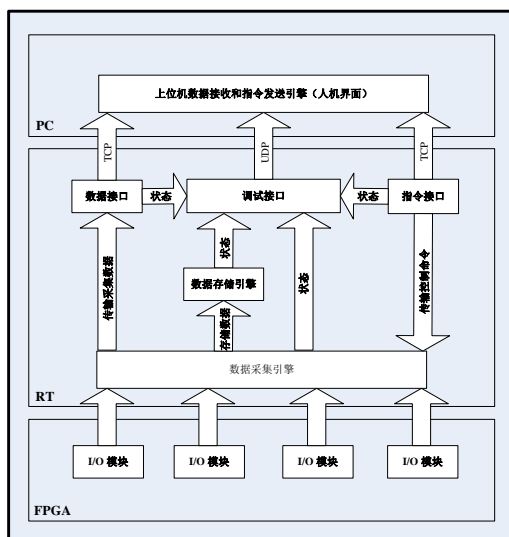 上位机数据接收和指令发送引擎（人机界面）
PC
TCP
UDP
TCP
数据接口
状态
调试接口
状态
指令接口
传输采集数据
状态
数据存储引擎
存储数据
状态
传输控制命令
数据采集引擎
RT
I/O 模块
I/O 模块
I/O 模块
I/O 模块
FPGA